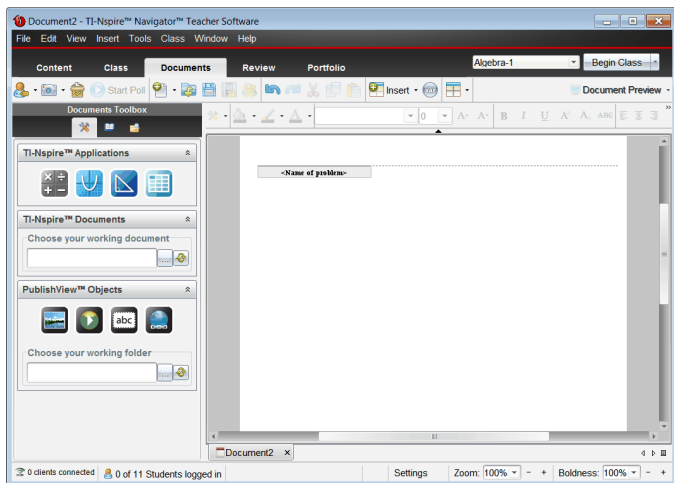 Document2 - TI-Nspire™ Navigator™ Teacher Software
File Edit View Insert Tools Class Window Help
Content Class Documents Review Portfolio Algebra-1 Begin Class
Start Poll Insert Document Preview
Documents Toolbox
0 A- A+ B I U ABC
TI-Nspire™ Applications
<Name of problem>
TI-Nspire™ Documents
Choose your working document
...
PublishView™ Objects
abc
Choose your working folder
...
Document2 ×
0 clients connected 0 of 11 Students logged in Settings Zoom: 100% - + Boldness: 100% - +